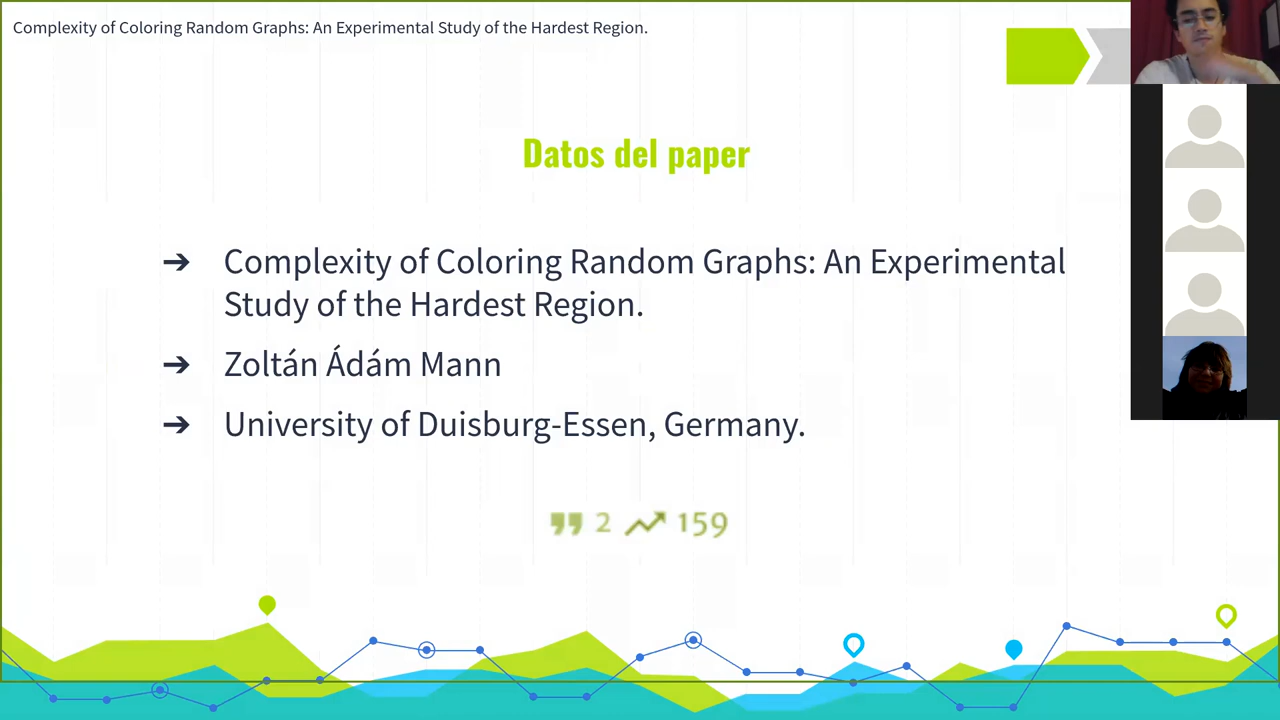 Complexity of Coloring Random Graphs: An Experimental Study of the Hardest Region.
Datos del paper
➔ Complexity of Coloring Random Graphs: An Experimental
Study of the Hardest Region.
➔ Zoltán Ádám Mann
➔ University of Duisburg-Essen, Germany.
2 159